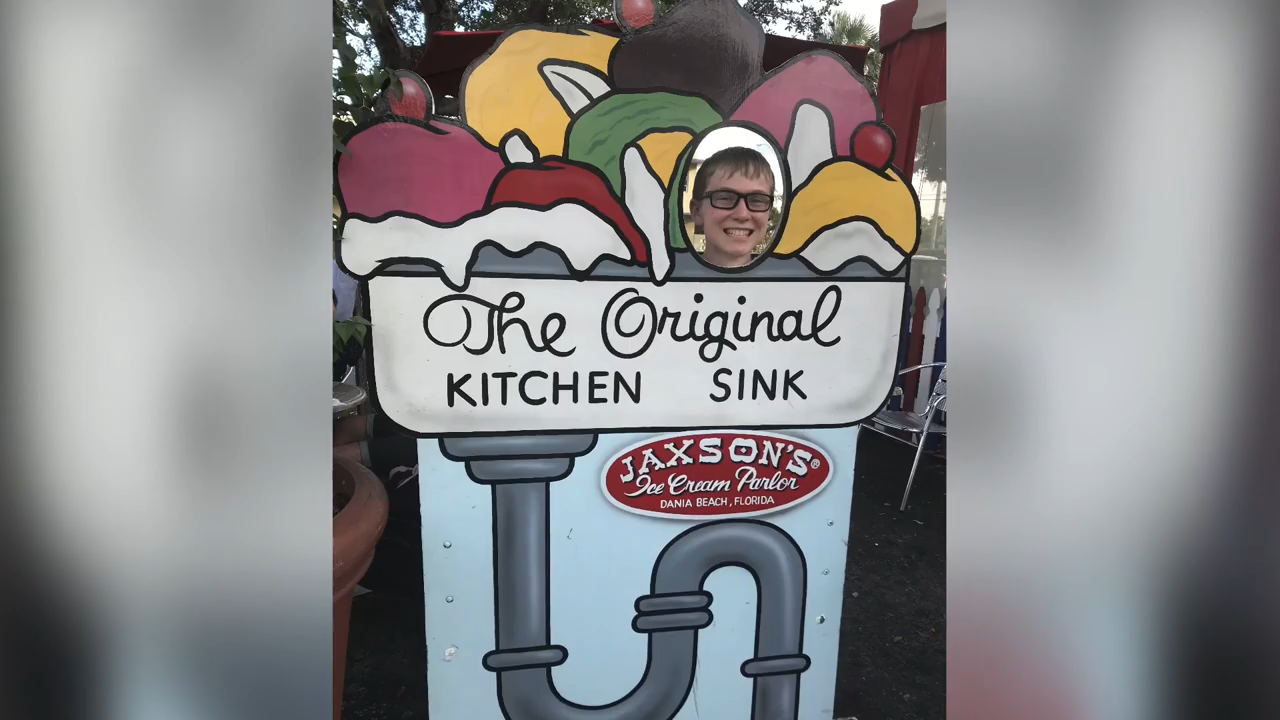 The Original
KITCHEN SINK
JAXSON'S®
Ice Cream Parlor
DANIA BEACH, FLORIDA